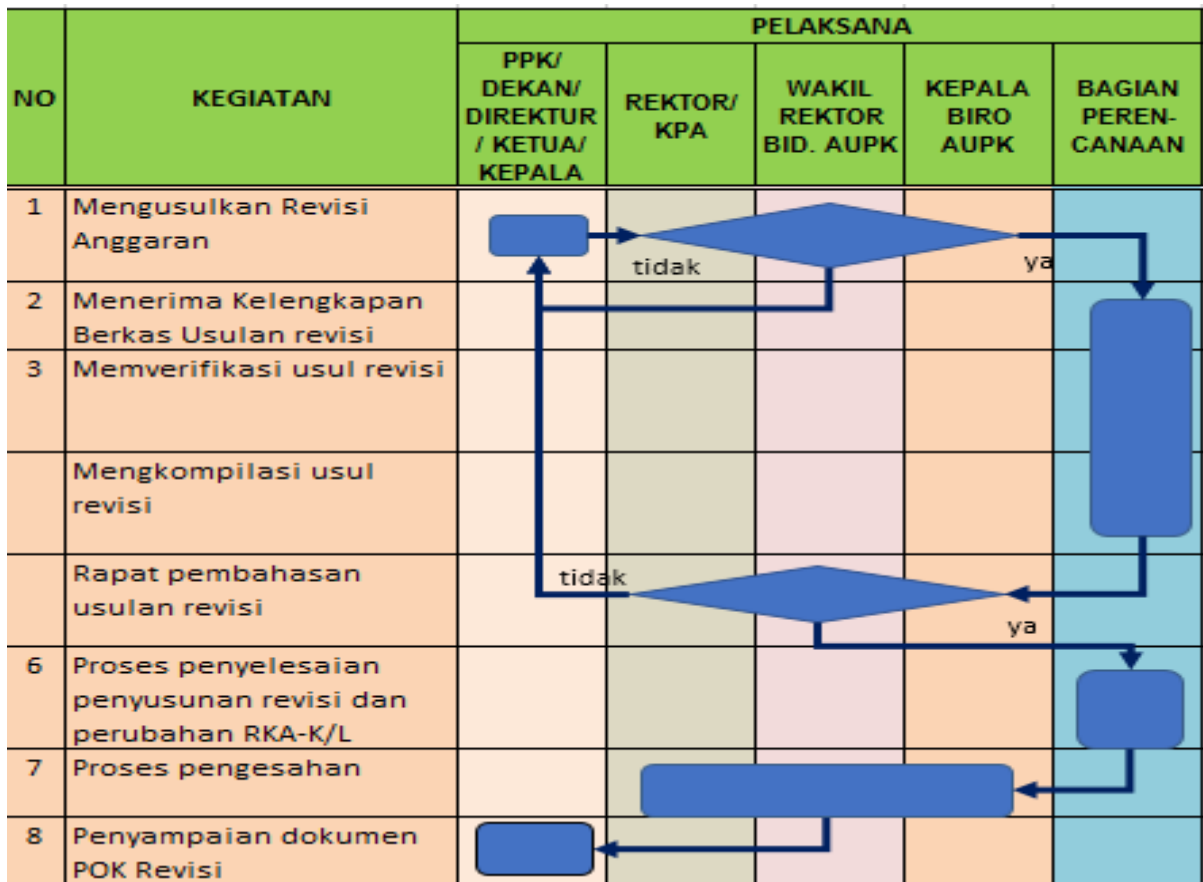 NO
KEGIATAN
PELAKSANA
PPK/
DEKAN/
DIREKTUR
/ KETUA/
KEPALA
REKTOR/
KPA
WAKIL
REKTOR
BID. AUPK
KEPALA
BIRO
AUPK
BAGIAN
PEREN-
CANAAN
1
Mengusulkan Revisi
Anggaran
tidak
ya
2
Menerima Kelengkapan
Berkas Usulan revisi
3
Memverifikasi usul revisi
Mengkompilasi usul
revisi
Rapat pembahasan
usulan revisi
tidak
ya
6
Proses penyelesaian
penyusunan revisi dan
perubahan RKA-K/L
7
Proses pengesahan
8
Penyampaian dokumen
POK Revisi